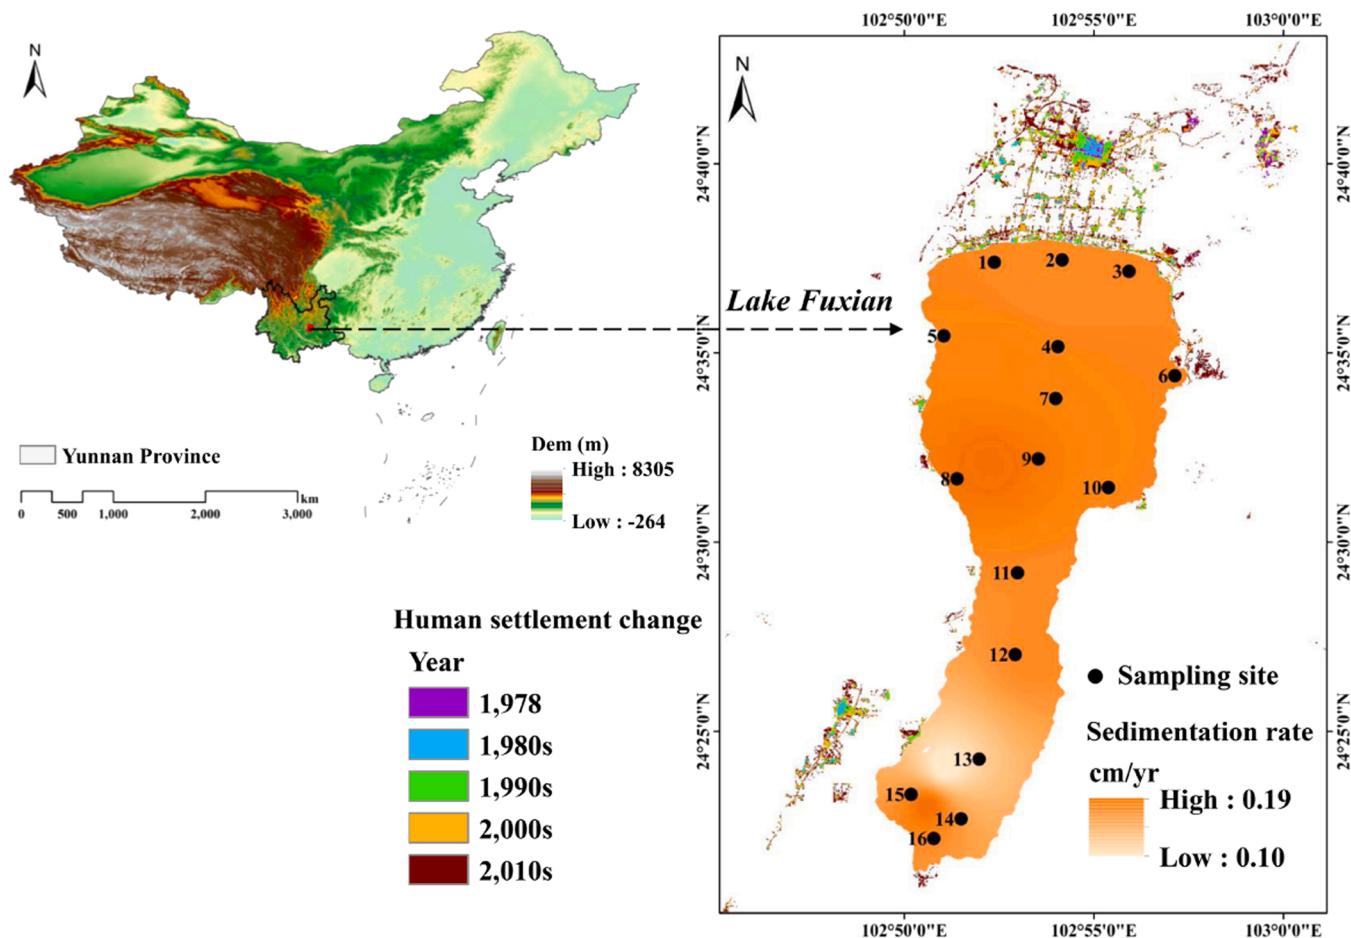 N
Yunnan Province
0 500 1,000 2,000 3,000 km
Dem (m)
High : 8305
Low : -264
Human settlement change
Year
1,978
1,980s
1,990s
2,000s
2,010s
102°50'0"E 102°55'0"E 103°0'0"E
N
24°40'0"N
24°35'0"N
24°30'0"N
24°25'0"N
Lake Fuxian
1
2
3
5
4
6
7
9
8
10
11
12
13
15
14
16
Sampling site
Sedimentation rate
cm/yr
High : 0.19
Low : 0.10
24°40'0"N
24°35'0"N
24°30'0"N
24°25'0"N
102°50'0"E 102°55'0"E 103°0'0"E